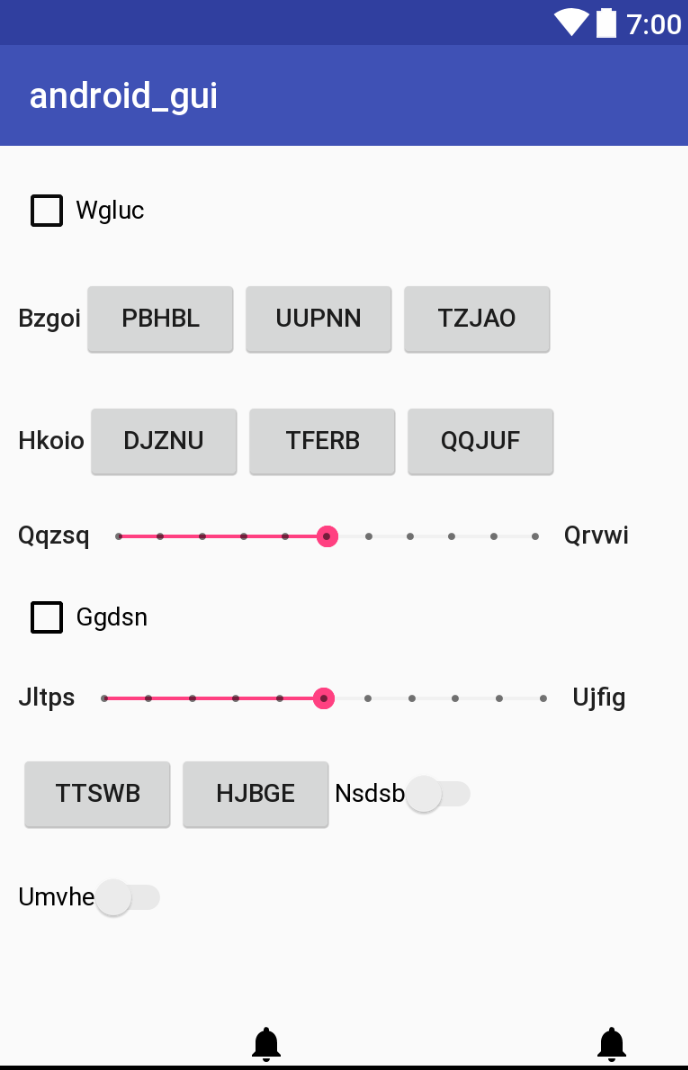 7:00
android_gui
Wgluc
Bzgoi PBHBL UUPNN TZJAO
Hkoio DJZNU TFERB QQJUF
Qqzsq Qrvwi
Ggdsn
Jltps Ujfig
TTSWB HJBGE Nsdsb
Umvhe